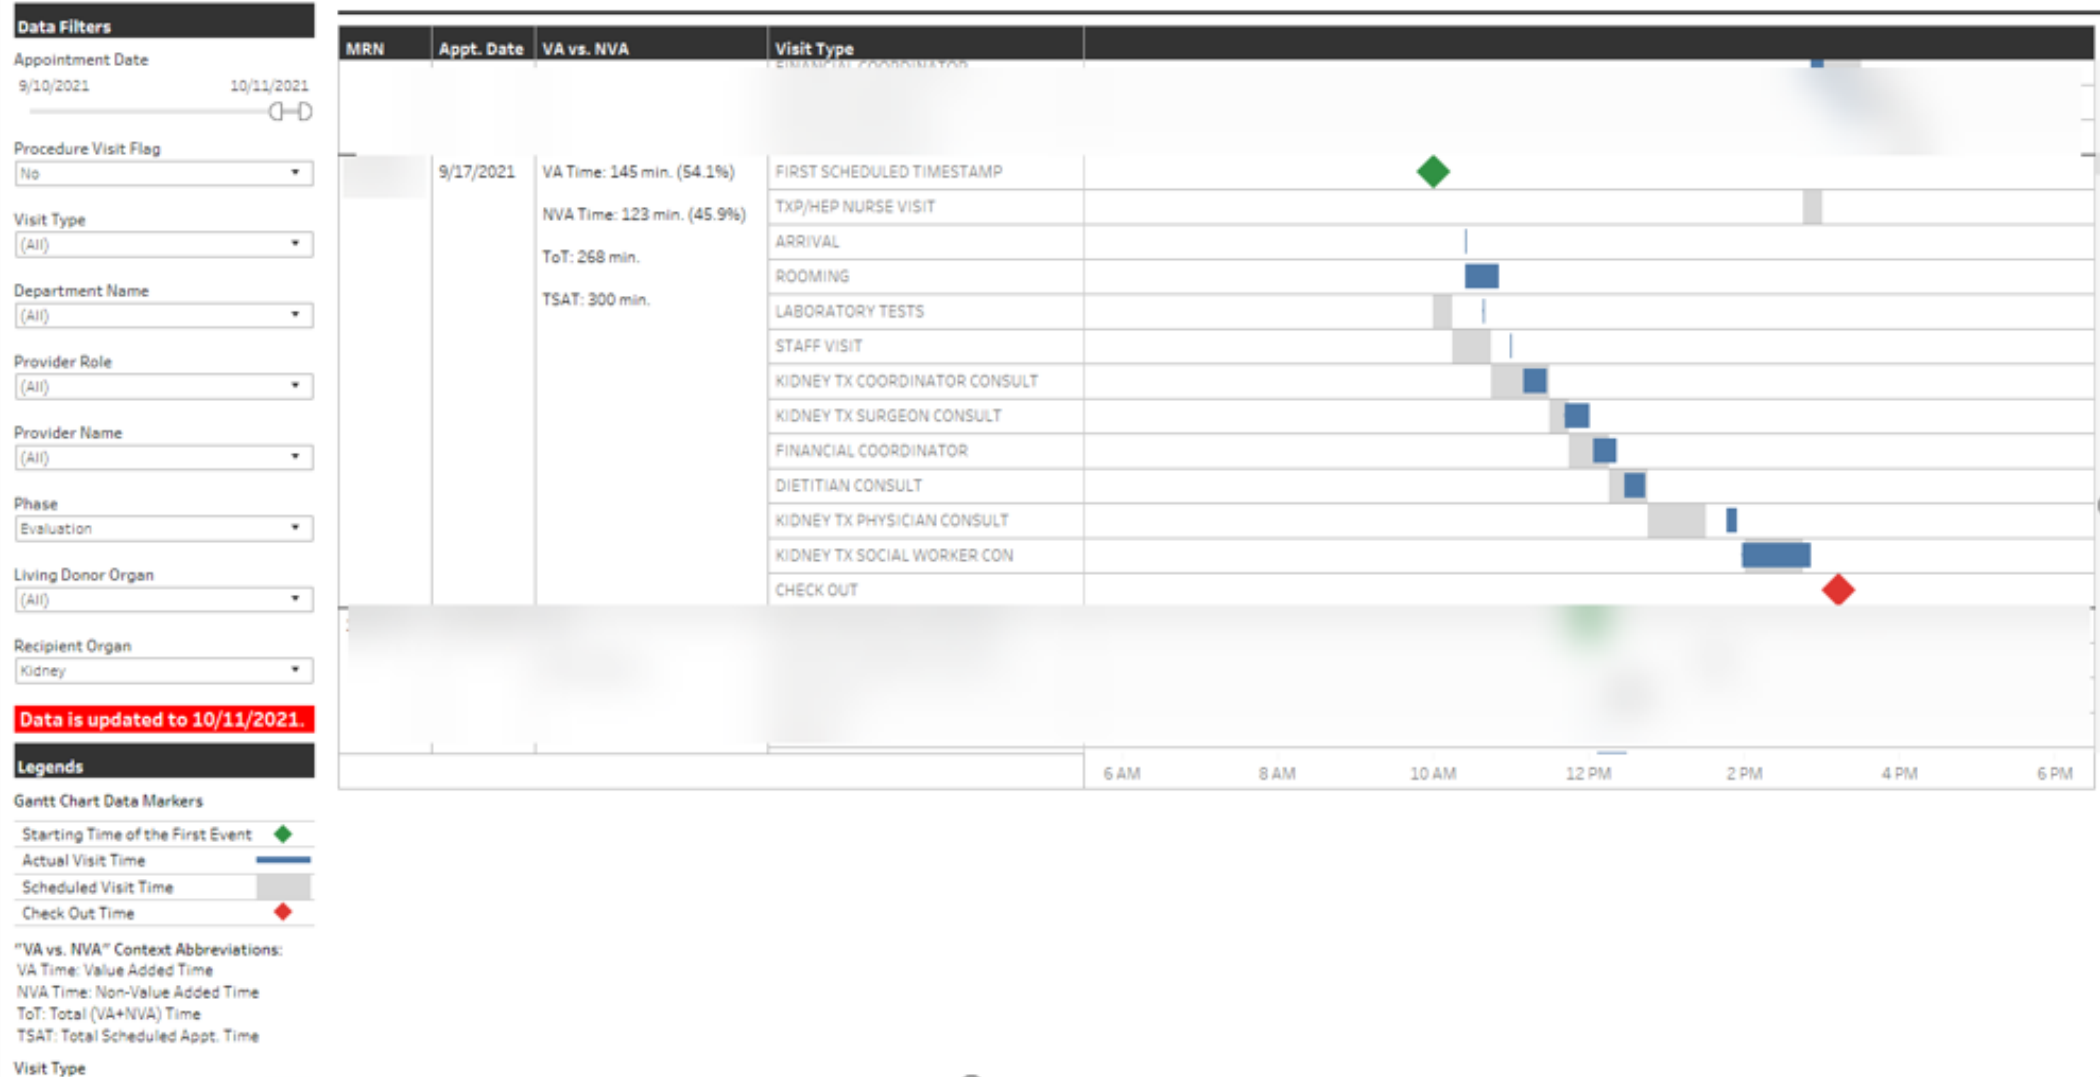 Data Filters
Appointment Date
9/10/2021 10/11/2021
Procedure Visit Flag
No
Visit Type
(All)
Department Name
(All)
Provider Role
(All)
Provider Name
(All)
Phase
Evaluation
Living Donor Organ
(All)
Recipient Organ
Kidney
Data is updated to 10/11/2021.
Legends
Gantt Chart Data Markers
Starting Time of the First Event
Actual Visit Time
Scheduled Visit Time
Check Out Time
"VA vs. NVA" Context Abbreviations:
VA Time: Value Added Time
NVA Time: Non-Value Added Time
ToT: Total (VA+NVA) Time
TSAT: Total Scheduled Appt. Time
Visit Type
MRN Appt. Date VA vs. NVA Visit Type
FINANCIAL COORDINATOR
9/17/2021 VA Time: 145 min. (54.1%) FIRST SCHEDULED TIMESTAMP
NVA Time: 123 min. (45.9%) TXP/HEP NURSE VISIT
ARRIVAL
ToT: 268 min.
ROOMING
TSAT: 300 min.
LABORATORY TESTS
STAFF VISIT
KIDNEY TX COORDINATOR CONSULT
KIDNEY TX SURGEON CONSULT
FINANCIAL COORDINATOR
DIETITIAN CONSULT
KIDNEY TX PHYSICIAN CONSULT
KIDNEY TX SOCIAL WORKER CON
CHECK OUT
6 AM 8 AM 10 AM 12 PM 2 PM 4 PM 6 PM